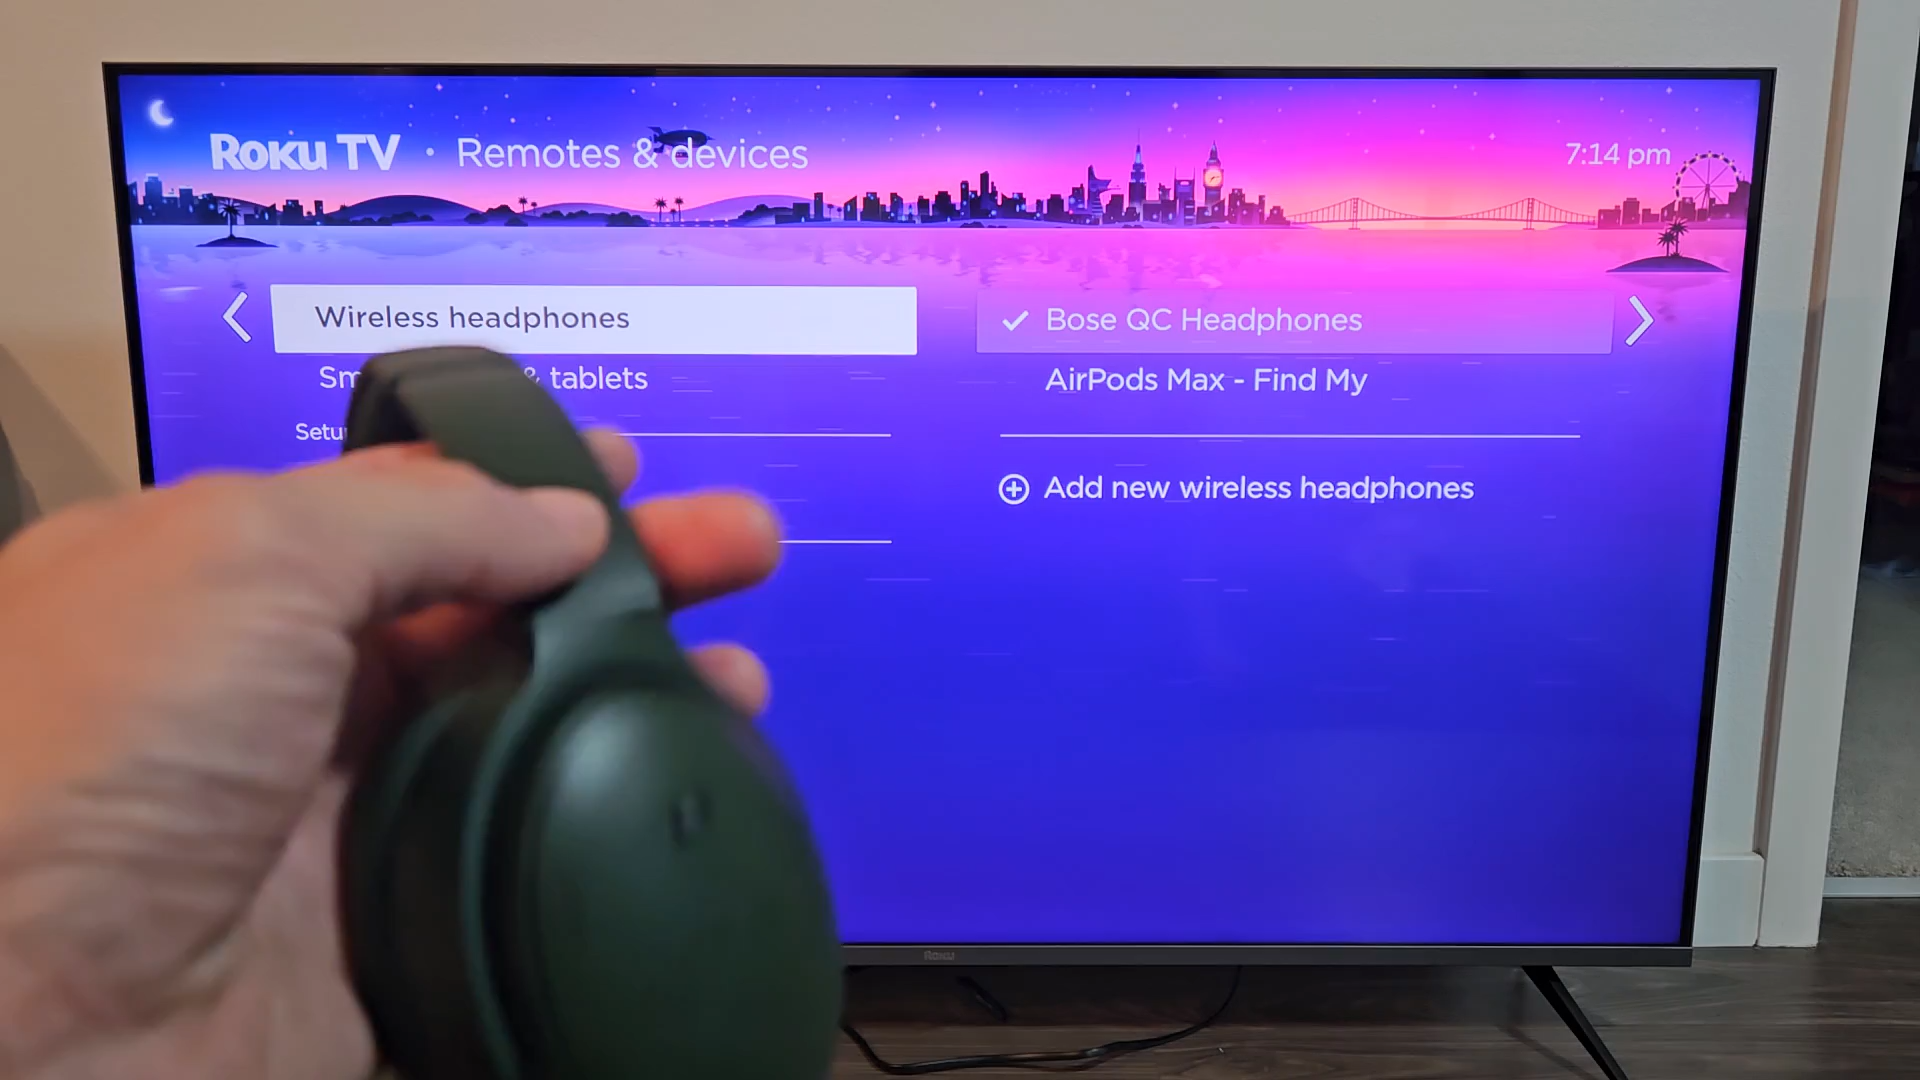 Roku TV • Remotes & devices
7:14 pm
Wireless headphones
& tablets
Bose QC Headphones
AirPods Max - Find My
Add new wireless headphones
Roku